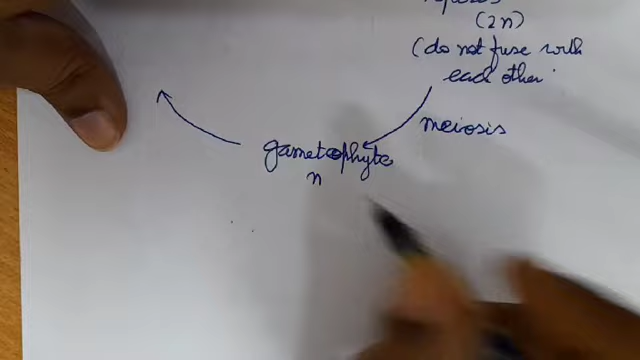 (2n)
(do not fuse with
each other
meiosis
gametophyte
n